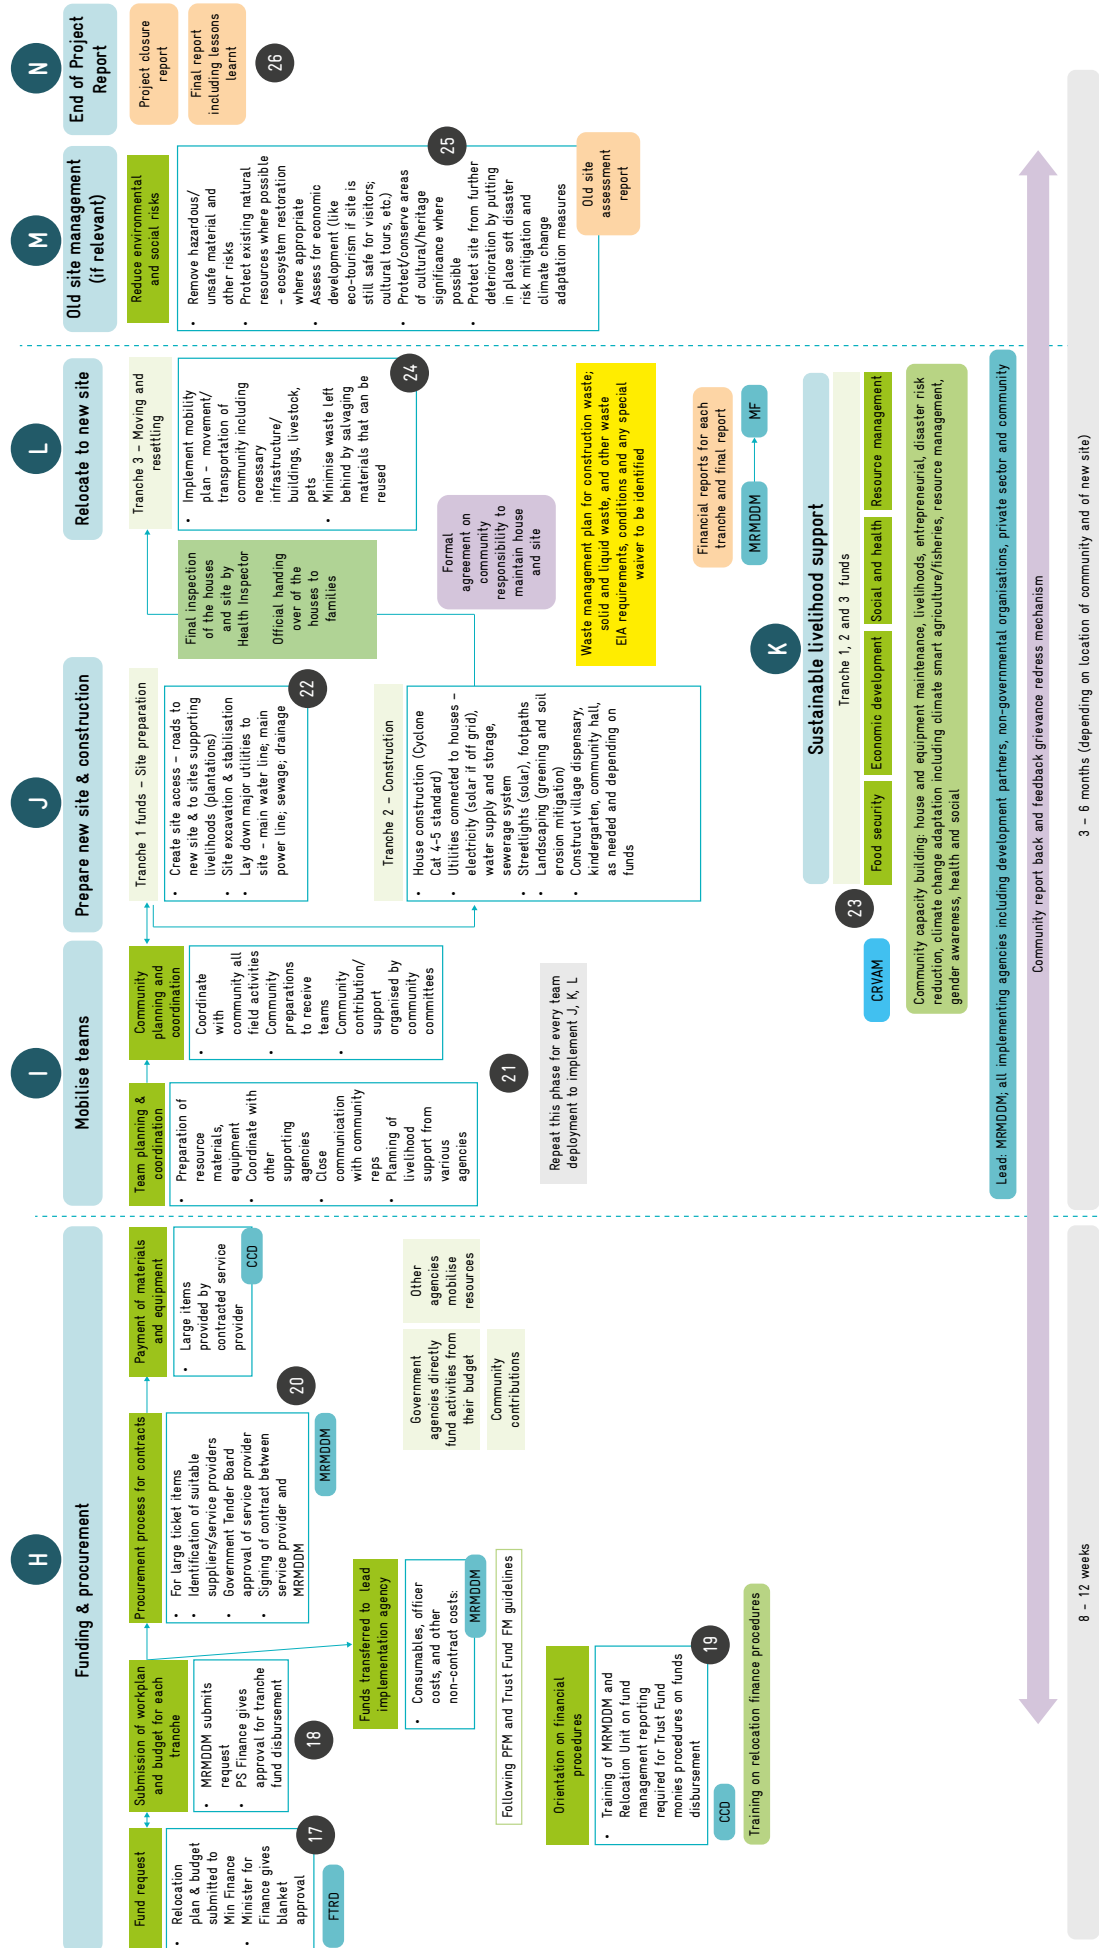 H
Funding & procurement
Fund request
Relocation
plan & budget
submitted to
Min Finance
Minister for
Finance gives
blanket
approval
17
FTRD
Submission of workplan
and budget for each
tranche
MRMDDM submits
request
PS Finance gives
approval for tranche
fund disbursement
18
Procurement process for contracts
For large ticket items
Identification of suitable
suppliers/service providers
Government Tender Board
approval of service provider
Signing of contract between
service provider and
MRMDDM
20
MRMDDM
Payment of materials
and equipment
Large items
provided by
contracted service
provider
CCD
Funds transferred to lead
implementation agency
Consumables, officer
costs, and other
non-contract costs:
MRMDDM
Government
agencies directly
fund activities from
their budget
Other
agencies
mobilise
resources
Community
contributions
Following PFM and Trust Fund FM guidelines
Orientation on financial
procedures
Training of MRMDDM and
Relocation Unit on fund
management reporting
required for Trust Fund
monies procedures on funds
disbursement
19
CCD
Training on relocation finance procedures
8 – 12 weeks
I
Mobilise teams
Team planning &
coordination
Preparation of
resource
materials,
equipment
Coordinate with
other
supporting
agencies
Close
communication
with community
reps
Planning of
livelihood
support from
various
agencies
Community
planning and
coordination
Coordinate
with
community all
field activities
Community
preparations
to receive
teams
Community
contribution/
support
organised by
community
committees
21
Repeat this phase for every team
deployment to implement J, K, L
J
Prepare new site & construction
Tranche 1 funds – Site preparation
Create site access – roads to
new site & to sites supporting
livelihoods (plantations)
Site excavation & stabilisation
Lay down major utilities to
site – main water line; main
power line; sewage; drainage
22
Tranche 2 – Construction
House construction (Cyclone
Cat 4-5 standard)
Utilities connected to houses –
electricity (solar if off grid),
water supply and storage,
sewerage system
Streetlights (solar), footpaths
Landscaping (greening and soil
erosion mitigation)
Construct village dispensary,
kindergarten, community hall,
as needed and depending on
funds
Final inspection
of the houses
and site by
Health Inspector
Official handing
over of the
houses to
families
Formal
agreement on
community
responsibility to
maintain house
and site
Waste management plan for construction waste;
solid and liquid waste, and other waste
EIA requirements, conditions and any special
waiver to be identified
L
Relocate to new site
Tranche 3 – Moving and
resettling
Implement mobility
plan – movement/
transportation of
community including
necessary
infrastructure/
buildings, livestock,
pets
Minimise waste left
behind by salvaging
materials that can be
reused
24
Financial reports for each
tranche and final report
MRMDDM
MF
K
Sustainable livelihood support
Tranche 1, 2 and 3 funds
23
Food security
Economic development
Social and health
Resource management
CRVAM
Community capacity building: house and equipment maintenance, livelihoods, entrepreneurial, disaster risk
reduction, climate change adaptation including climate smart agriculture/fisheries, resource management,
gender awareness, health and social
Lead: MRMDDM; all implementing agencies including development partners, non-governmental organisations, private sector and community
Community report back and feedback grievance redress mechanism
3 – 6 months (depending on location of community and of new site)
M
Old site management
(if relevant)
Reduce environmental
and social risks
Remove hazardous/
unsafe material and
other risks
Protect existing natural
resources where possible
– ecosystem restoration
where appropriate
Assess for economic
development (like
eco-tourism if site is
still safe for visitors;
cultural tours, etc.)
Protect/conserve areas
of cultural/heritage
significance where
possible
Protect site from further
deterioration by putting
in place soft disaster
risk mitigation and
climate change
adaptation measures
25
Old site
assessment
report
N
End of Project
Report
Project closure
report
Final report
including lessons
learnt
26